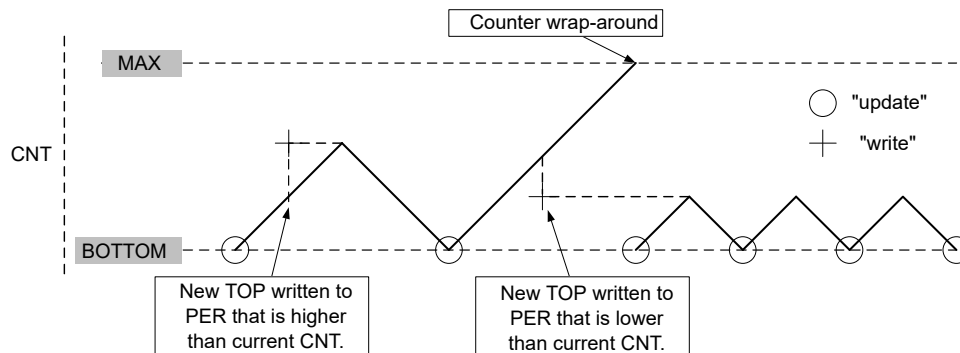 Counter wrap-around
MAX
"update"
"write"
CNT
BOTTOM
New TOP written to
PER that is higher
than current CNT.
New TOP written to
PER that is lower
than current CNT.